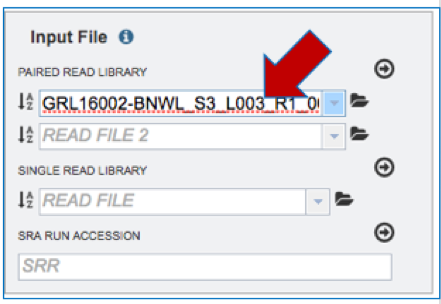 Input File
PAIRED READ LIBRARY
GRL16002-BNWL_S3_L003_R1_0
READ FILE 2
SINGLE READ LIBRARY
READ FILE
SRA RUN ACCESSION
SRR